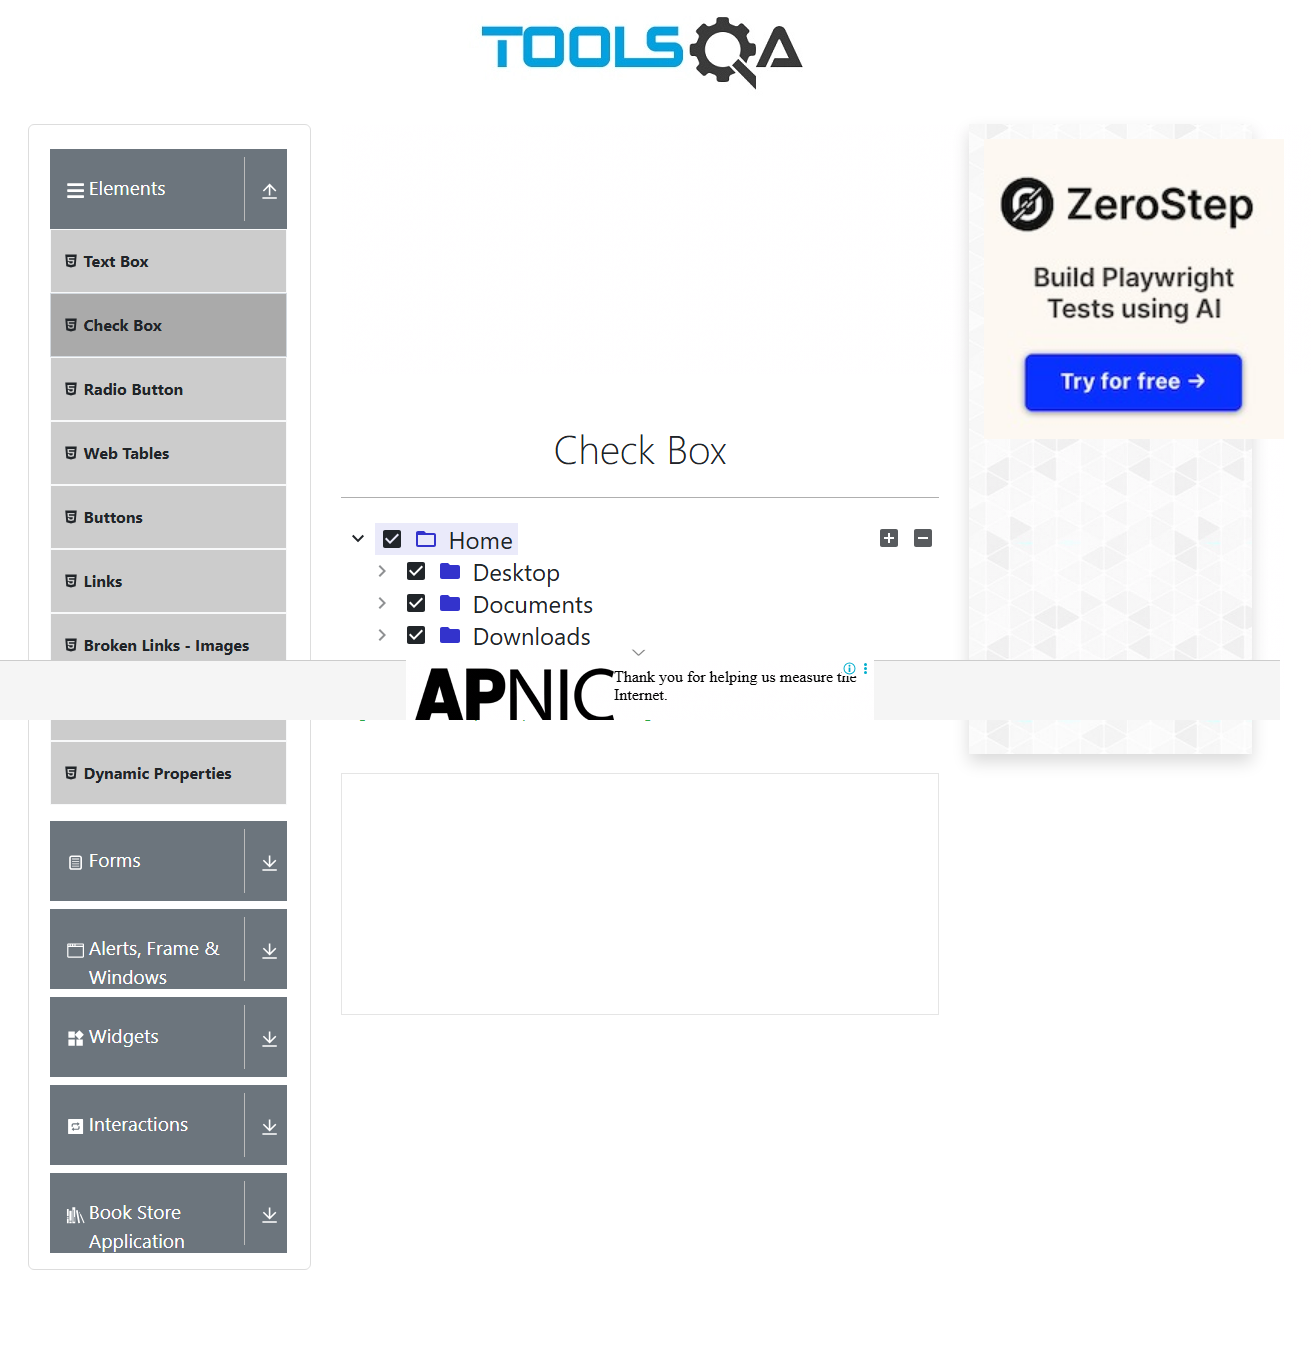 TOOLSQA
Elements
Text Box
Check Box
Radio Button
Web Tables
Buttons
Links
Broken Links - Images
Dynamic Properties
Forms
Alerts, Frame &
Windows
Widgets
Interactions
Book Store
Application
Check Box
Home
Desktop
Documents
Downloads
APNIC
Thank you for helping us measure the
Internet.
ZeroStep
Build Playwright
Tests using AI
Try for free →